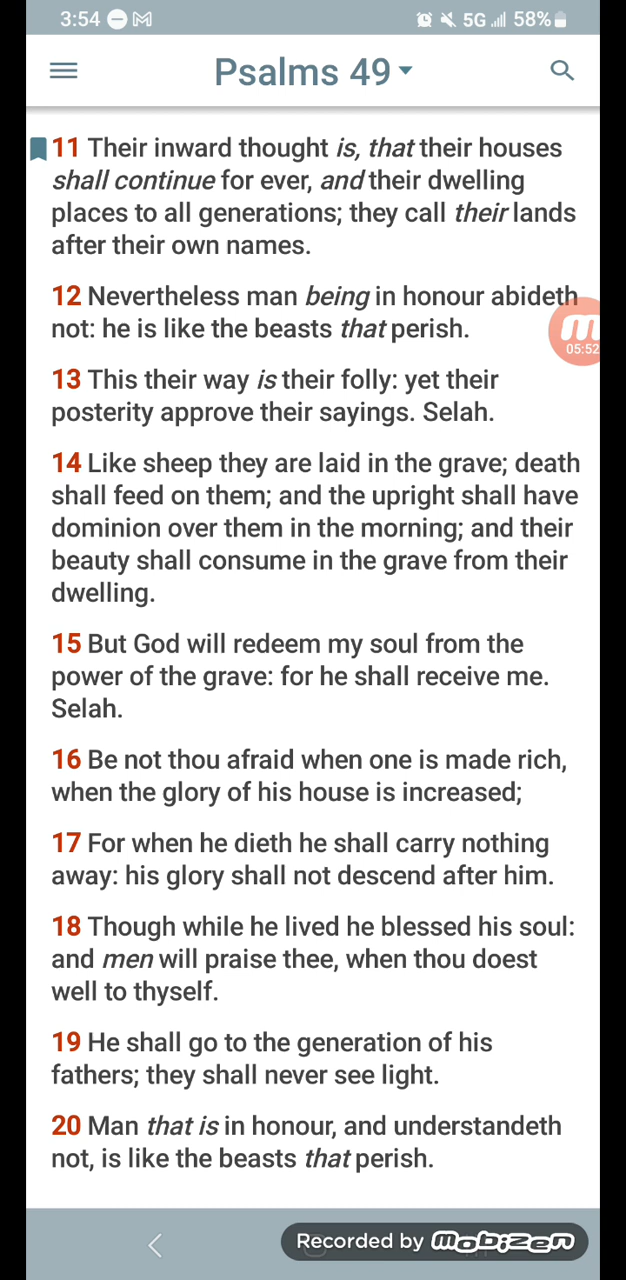 3:54 5G 58%
Psalms 49
11 Their inward thought is, that their houses
shall continue for ever, and their dwelling
places to all generations; they call their lands
after their own names.
12 Nevertheless man being in honour abideth
not: he is like the beasts that perish.
m
05:52
13 This their way is their folly: yet their
posterity approve their sayings. Selah.
14 Like sheep they are laid in the grave; death
shall feed on them; and the upright shall have
dominion over them in the morning; and their
beauty shall consume in the grave from their
dwelling.
15 But God will redeem my soul from the
power of the grave: for he shall receive me.
Selah.
16 Be not thou afraid when one is made rich,
when the glory of his house is increased;
17 For when he dieth he shall carry nothing
away: his glory shall not descend after him.
18 Though while he lived he blessed his soul:
and men will praise thee, when thou doest
well to thyself.
19 He shall go to the generation of his
fathers; they shall never see light.
20 Man that is in honour, and understandeth
not, is like the beasts that perish.
Recorded by mobizen